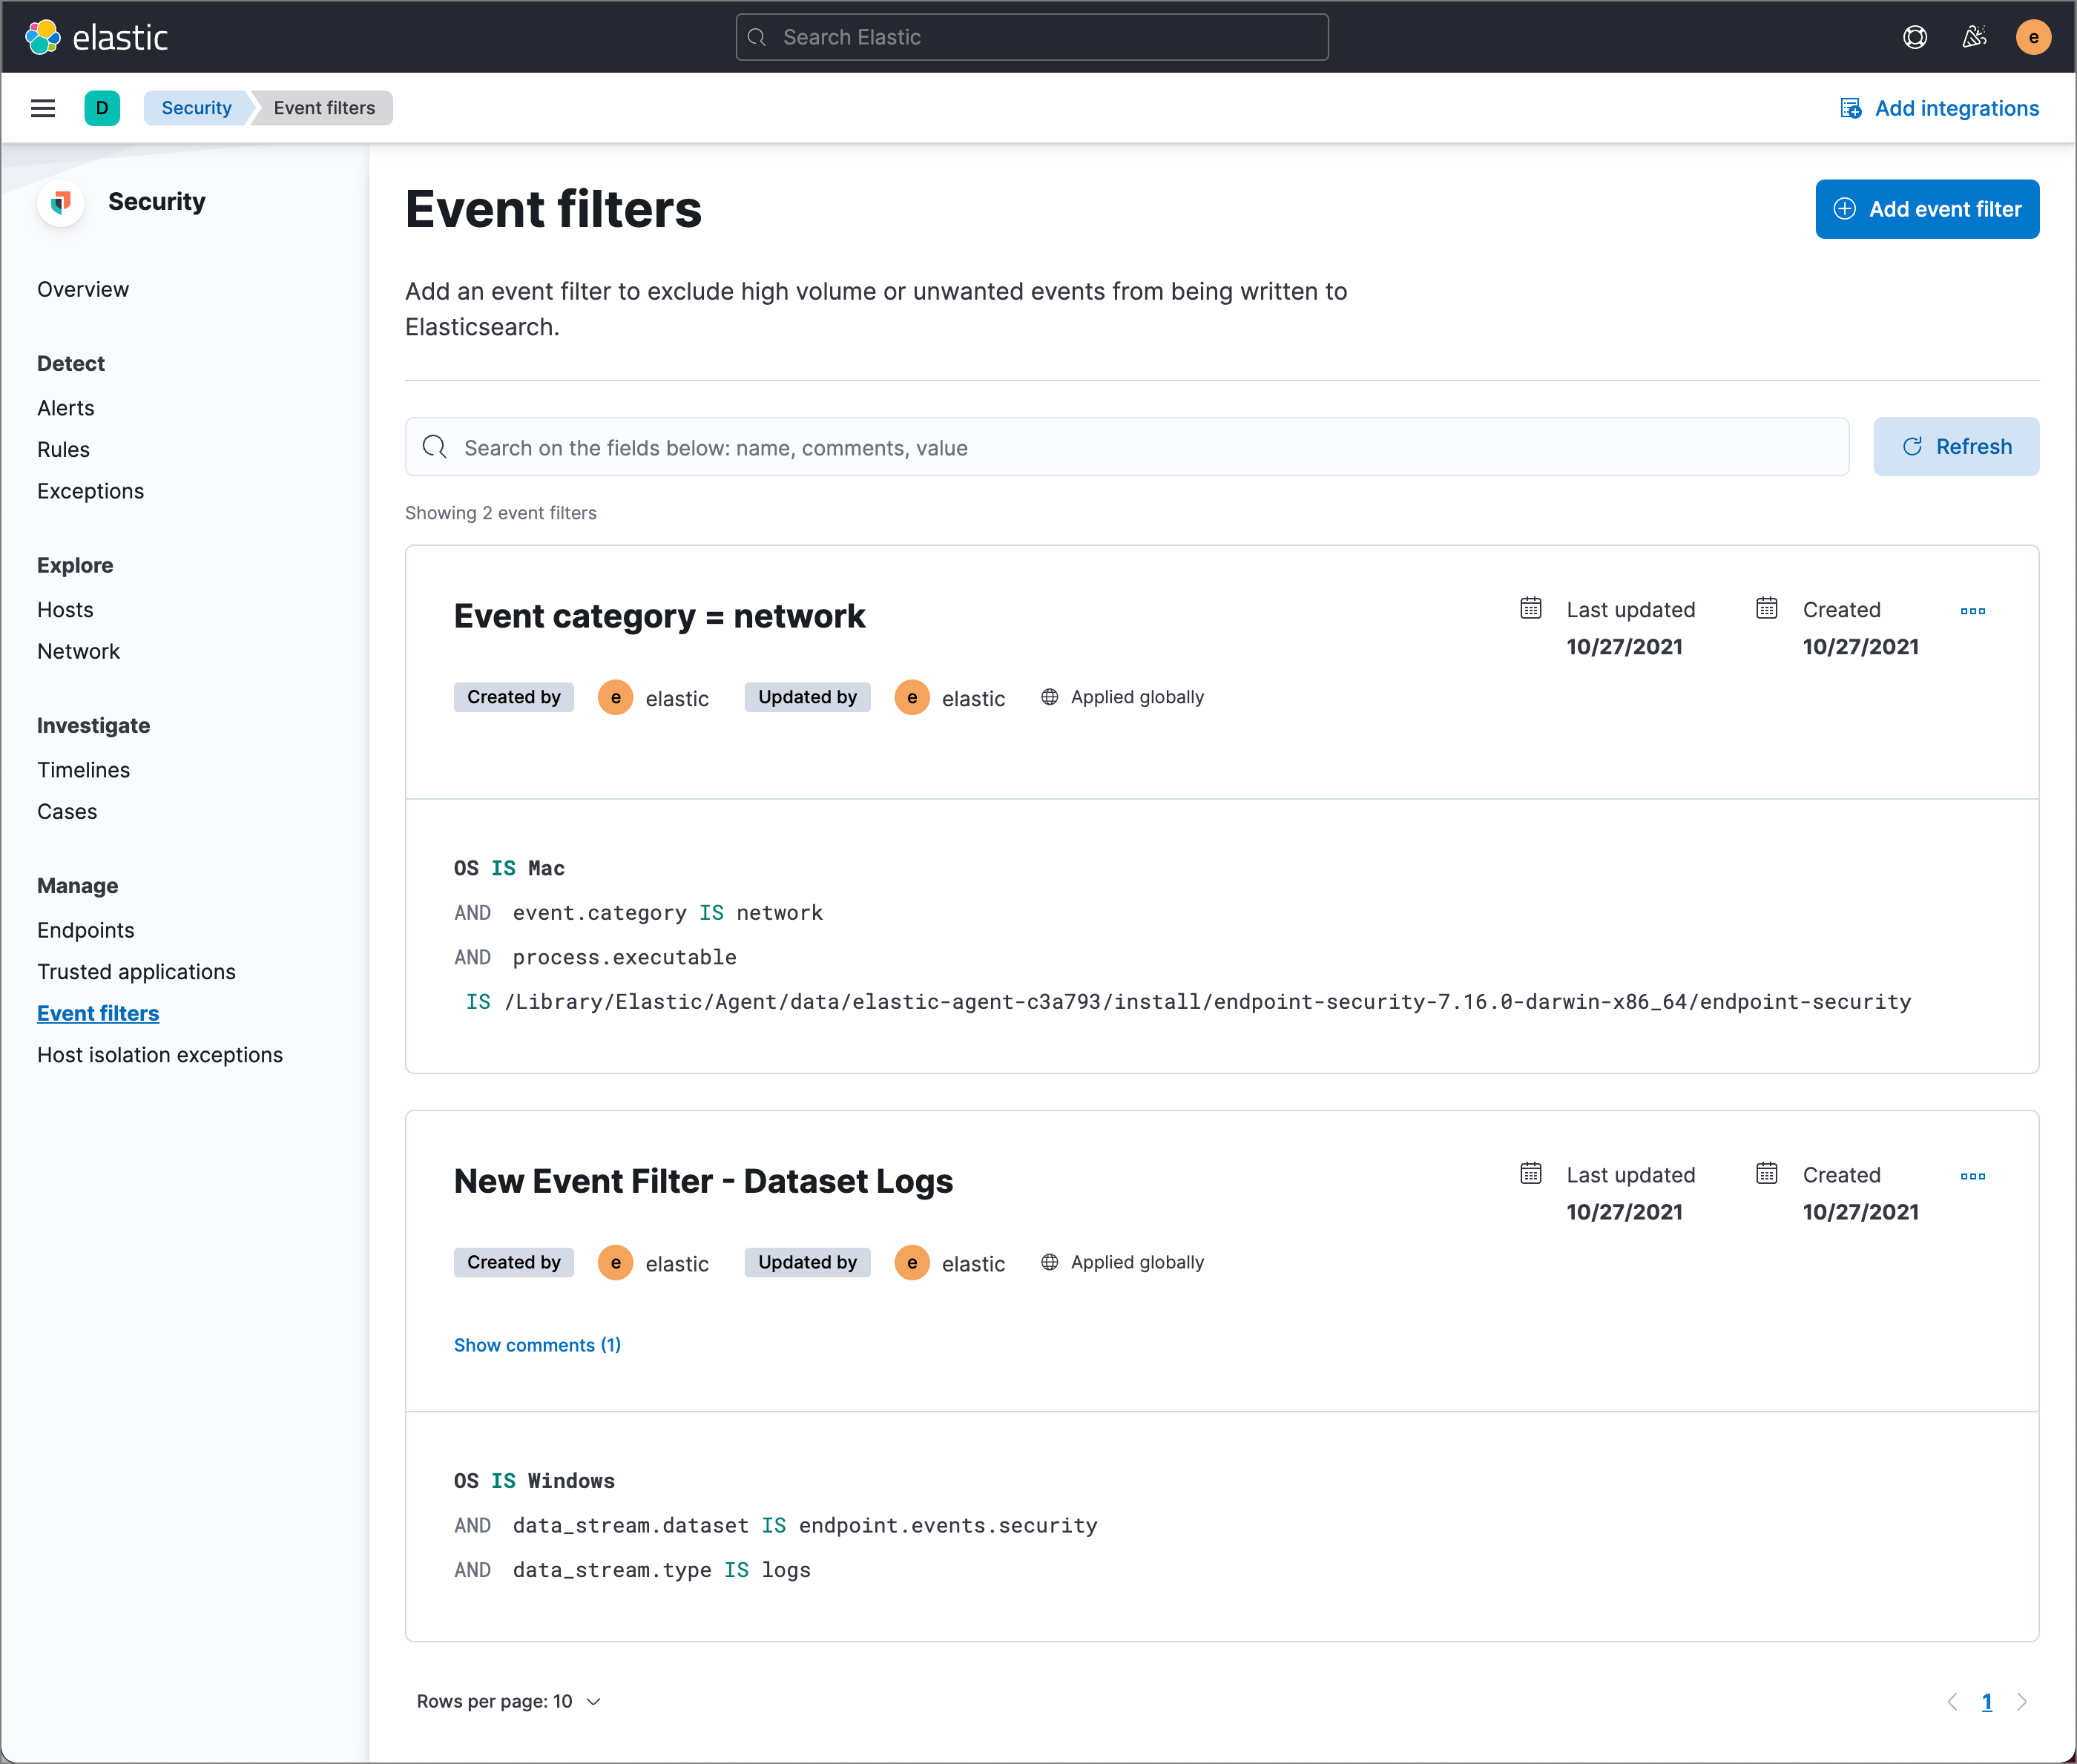 elastic
Search Elastic
e
D
Security
Event filters
Add integrations
Security
Overview
Detect
Alerts
Rules
Exceptions
Explore
Hosts
Network
Investigate
Timelines
Cases
Manage
Endpoints
Trusted applications
Event filters
Host isolation exceptions
Event filters
Add event filter
Add an event filter to exclude high volume or unwanted events from being written to
Elasticsearch.
Search on the fields below: name, comments, value
Refresh
Showing 2 event filters
Event category = network
Last updated
10/27/2021
Created
10/27/2021
Created by e elastic Updated by e elastic Applied globally
OS IS Mac
AND event.category IS network
AND process.executable
IS /Library/Elastic/Agent/data/elastic-agent-c3a793/install/endpoint-security-7.16.0-darwin-x86_64/endpoint-security
New Event Filter - Dataset Logs
Last updated
10/27/2021
Created
10/27/2021
Created by e elastic Updated by e elastic Applied globally
Show comments (1)
OS IS Windows
AND data_stream.dataset IS endpoint.events.security
AND data_stream.type IS logs
Rows per page: 10
1